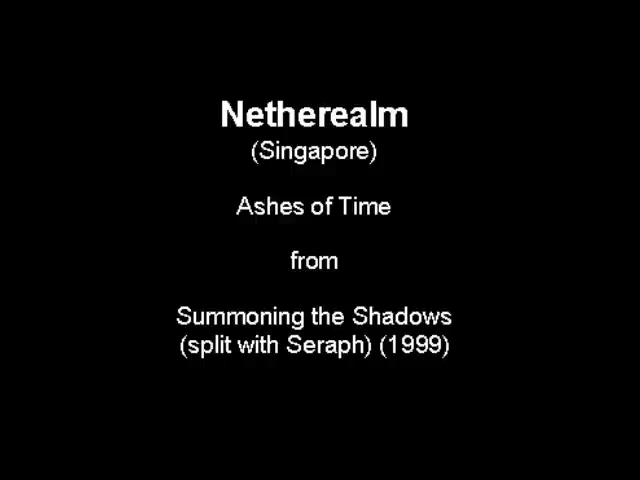 Netherealm
(Singapore)
Ashes of Time
from
Summoning the Shadows
(split with Seraph) (1999)